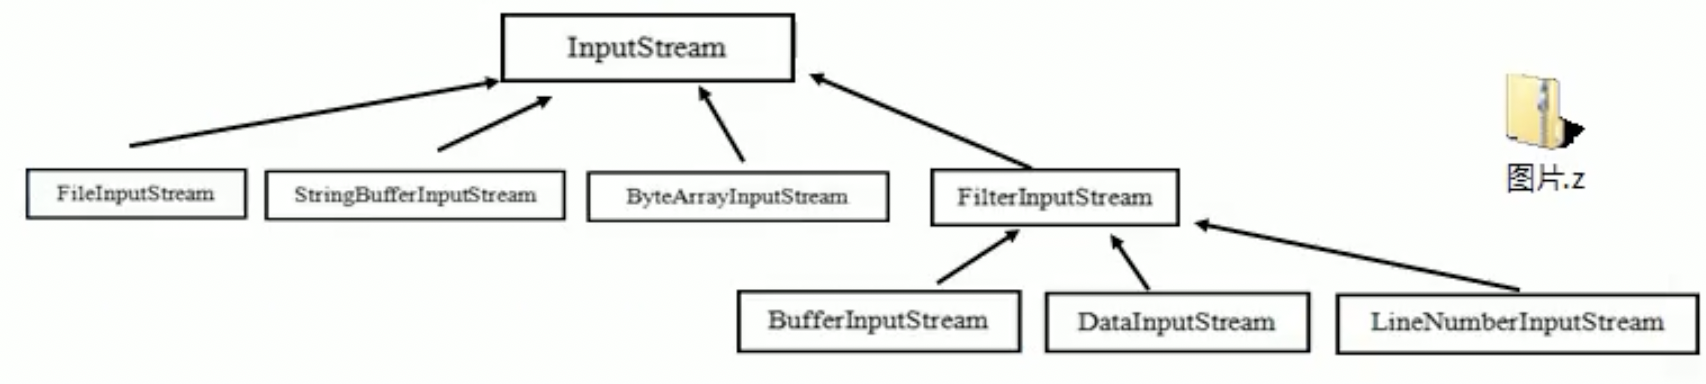 InputStream
FileInputStream
StringBufferInputStream
ByteArrayInputStream
FilterInputStream
图片.z
BufferInputStream
DataInputStream
LineNumberInputStream